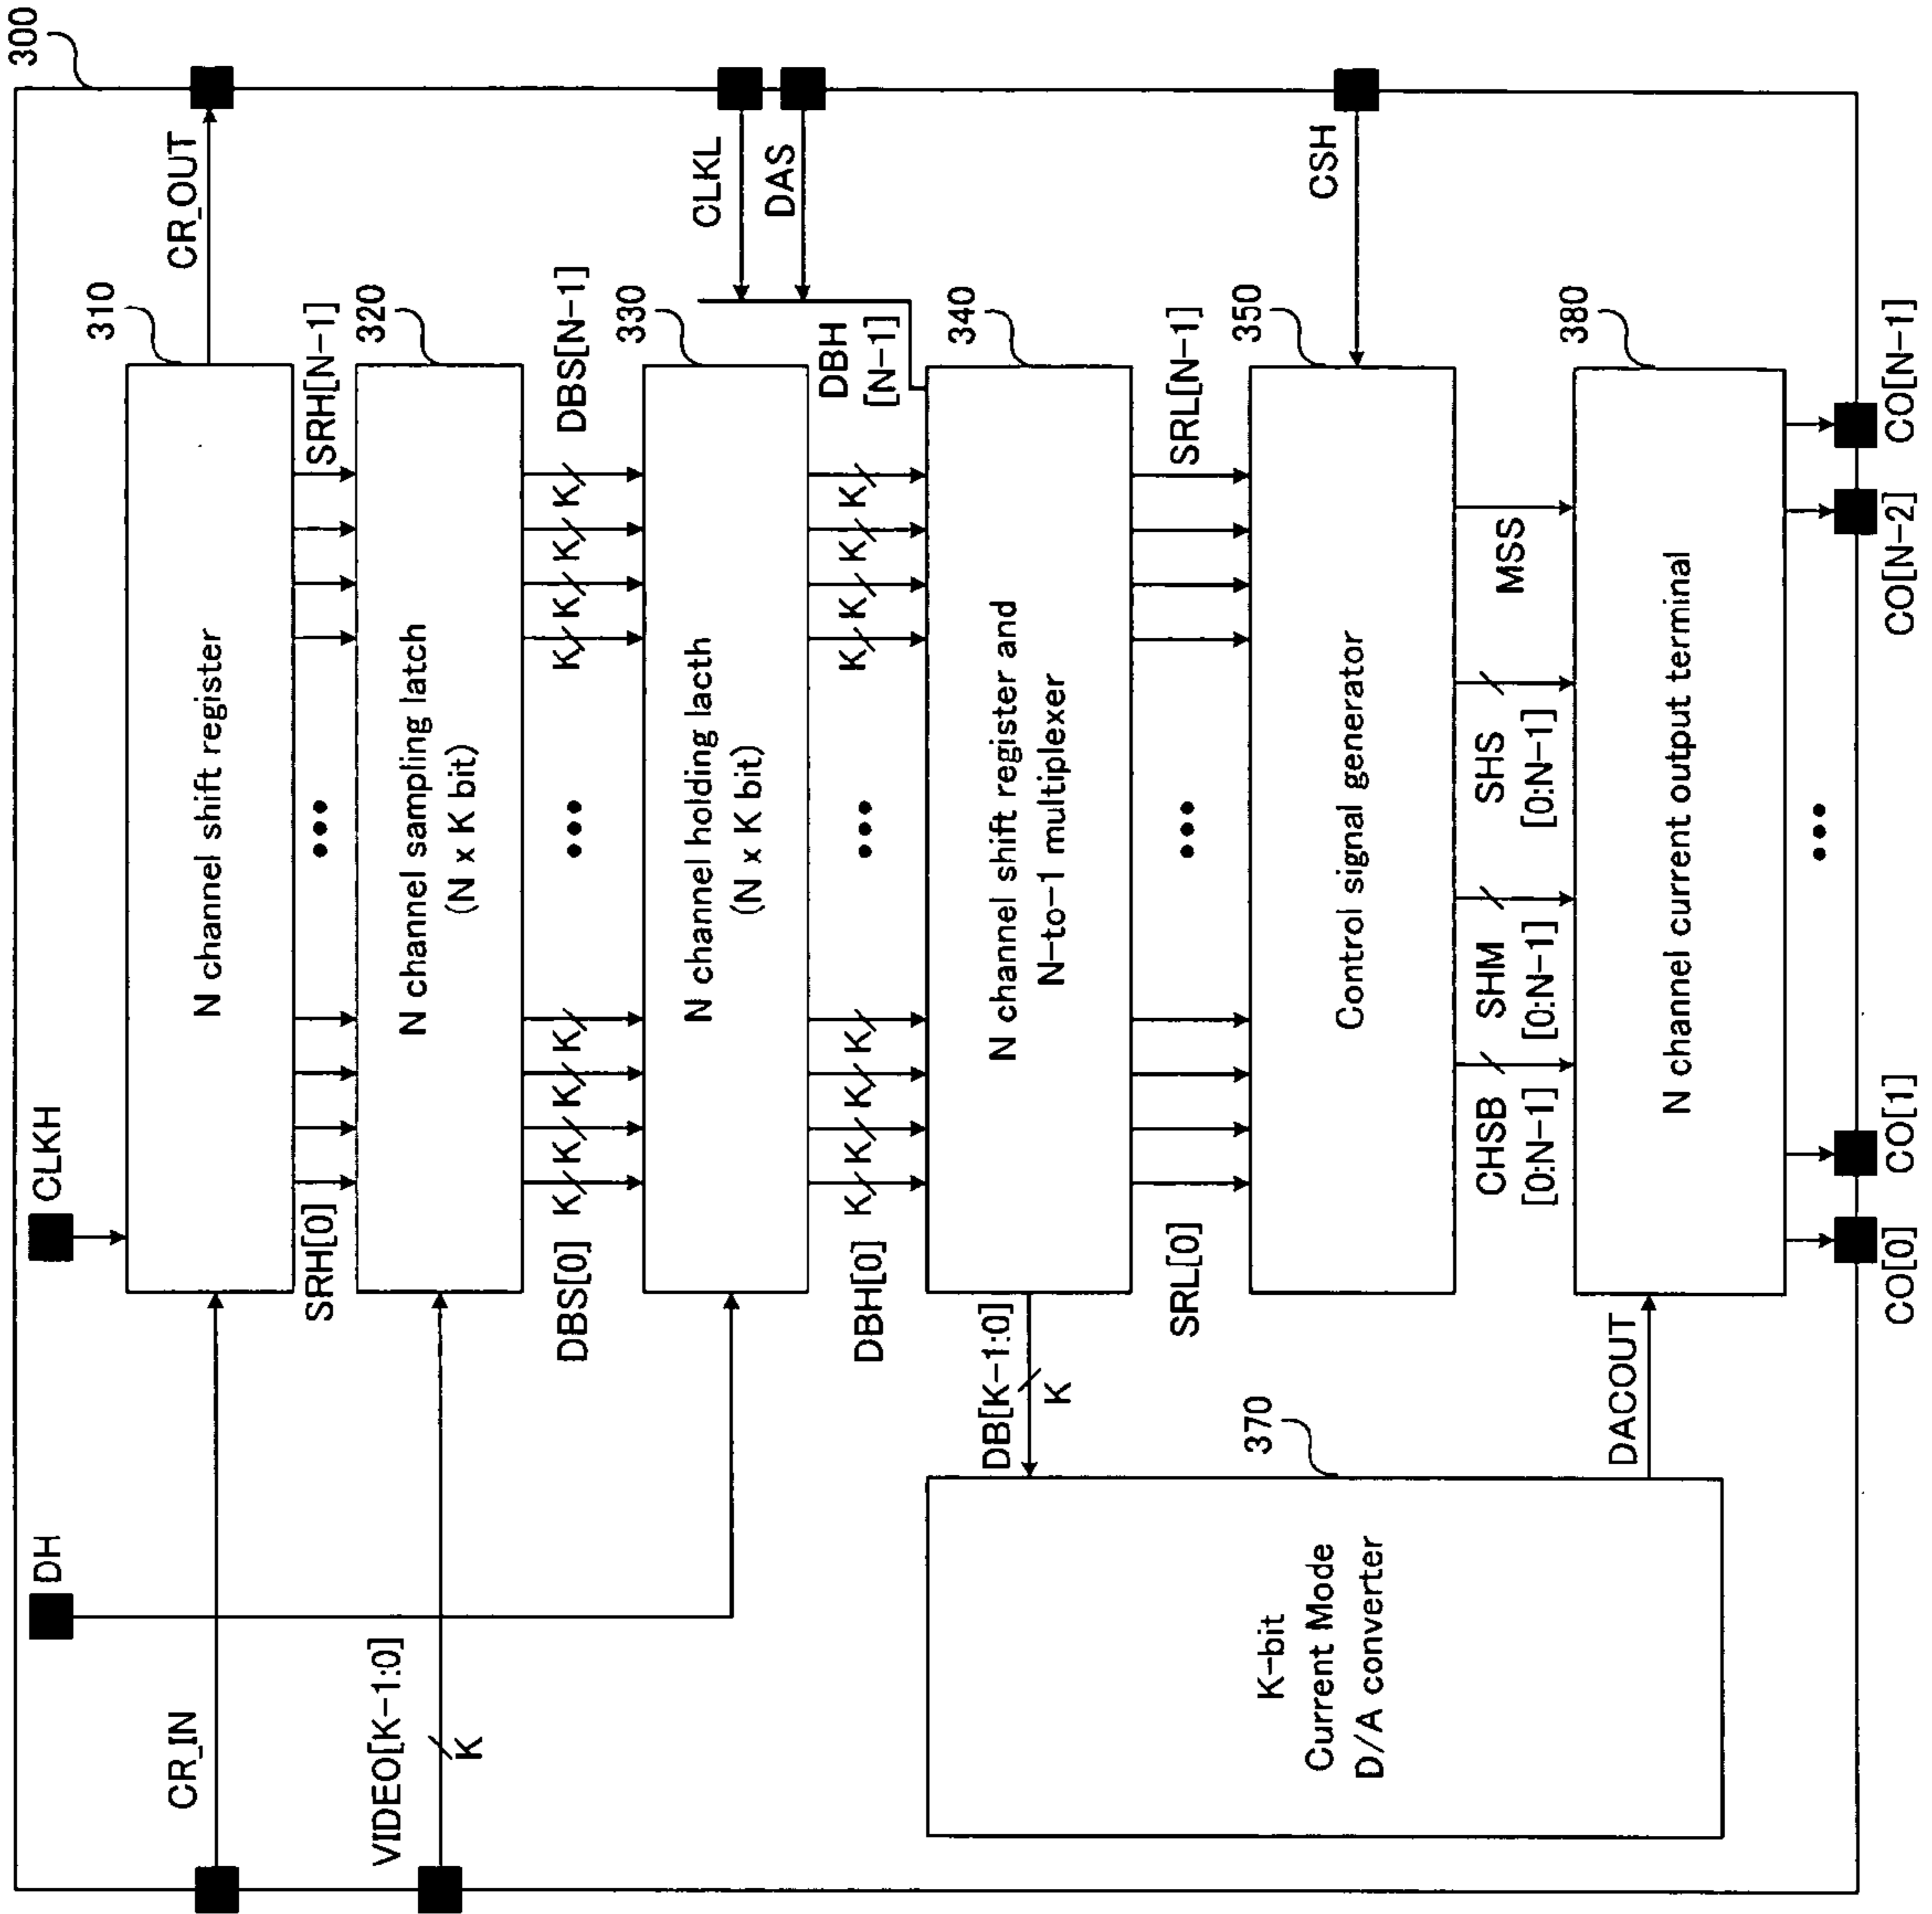 300
CLKH
DH
310
CR_IN
CR_OUT
N channel shift register
SRH[0]
SRH[N-1]
•••
320
VIDEO[K-1:0]
K
N channel sampling latch
(N x K bit)
DBS[0]
K K K K
•••
K K K K
DBS[N-1]
330
N channel holding lacth
(N x K bit)
CLKL
DAS
DBH[0]
K K K K
•••
K K K K
DBH
[N-1]
340
N channel shift register and
N-to-1 multiplexer
DB[K-1:0]
K
SRL[0]
•••
SRL[N-1]
350
Control signal generator
CSH
370
K-bit
Current Mode
D/A converter
CHSB
[0:N-1]
SHM
[0:N-1]
SHS
[0:N-1]
MSS
380
N channel current output terminal
DACOUT
•••
CO[0]
CO[1]
CO[N-2]
CO[N-1]